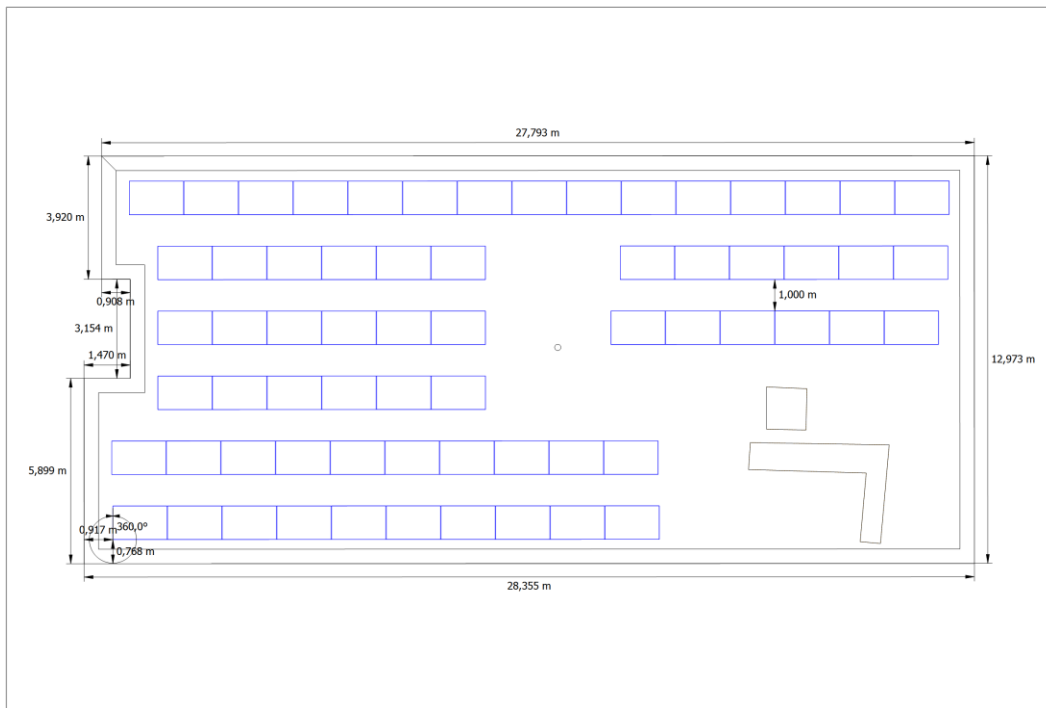 27,793 m
3,920 m
0,908 m
1,000 m
3,154 m
1,470 m
12,973 m
5,899 m
360,0°
0,917 m
0,768 m
28,355 m